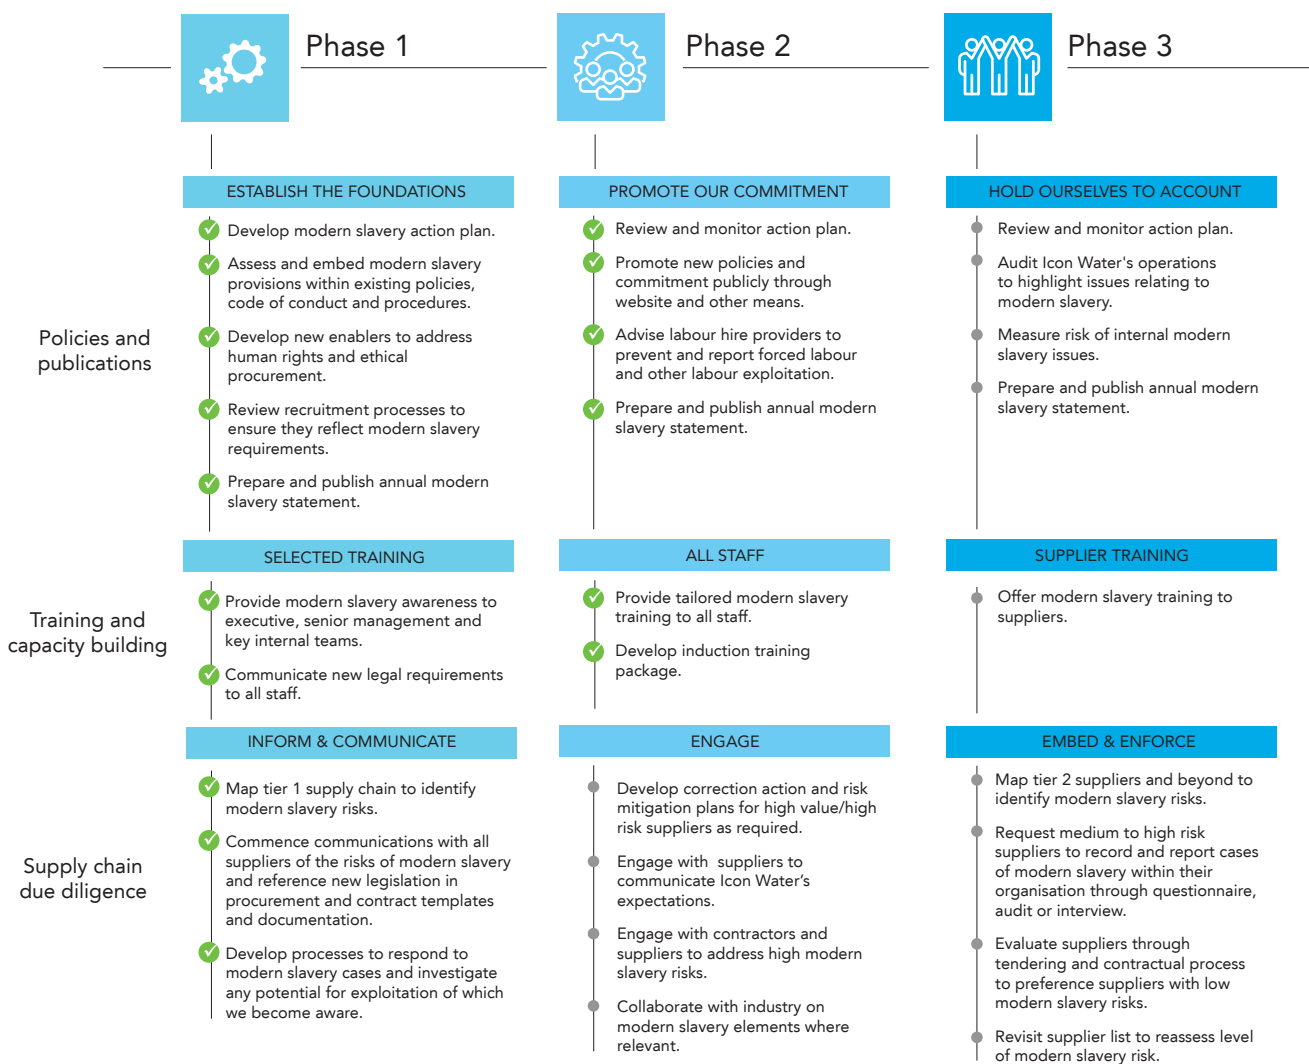 Phase 1
Phase 2
Phase 3
Policies and
publications
ESTABLISH THE FOUNDATIONS
Develop modern slavery action plan.
Assess and embed modern slavery
provisions within existing policies,
code of conduct and procedures.
Develop new enablers to address
human rights and ethical
procurement.
Review recruitment processes to
ensure they reflect modern slavery
requirements.
Prepare and publish annual modern
slavery statement.
PROMOTE OUR COMMITMENT
Review and monitor action plan.
Promote new policies and
commitment publicly through
website and other means.
Advise labour hire providers to
prevent and report forced labour
and other labour exploitation.
Prepare and publish annual modern
slavery statement.
HOLD OURSELVES TO ACCOUNT
Review and monitor action plan.
Audit Icon Water's operations
to highlight issues relating to
modern slavery.
Measure risk of internal modern
slavery issues.
Prepare and publish annual modern
slavery statement.
Training and
capacity building
SELECTED TRAINING
Provide modern slavery awareness to
executive, senior management and
key internal teams.
Communicate new legal requirements
to all staff.
ALL STAFF
Provide tailored modern slavery
training to all staff.
Develop induction training
package.
SUPPLIER TRAINING
Offer modern slavery training to
suppliers.
Supply chain
due diligence
INFORM & COMMUNICATE
Map tier 1 supply chain to identify
modern slavery risks.
Commence communications with all
suppliers of the risks of modern slavery
and reference new legislation in
procurement and contract templates
and documentation.
Develop processes to respond to
modern slavery cases and investigate
any potential for exploitation of which
we become aware.
ENGAGE
Develop correction action and risk
mitigation plans for high value/high
risk suppliers as required.
Engage with suppliers to
communicate Icon Water’s
expectations.
Engage with contractors and
suppliers to address high modern
slavery risks.
Collaborate with industry on
modern slavery elements where
relevant.
EMBED & ENFORCE
Map tier 2 suppliers and beyond to
identify modern slavery risks.
Request medium to high risk
suppliers to record and report cases
of modern slavery within their
organisation through questionnaire,
audit or interview.
Evaluate suppliers through
tendering and contractual process
to preference suppliers with low
modern slavery risks.
Revisit supplier list to reassess level
of modern slavery risk.